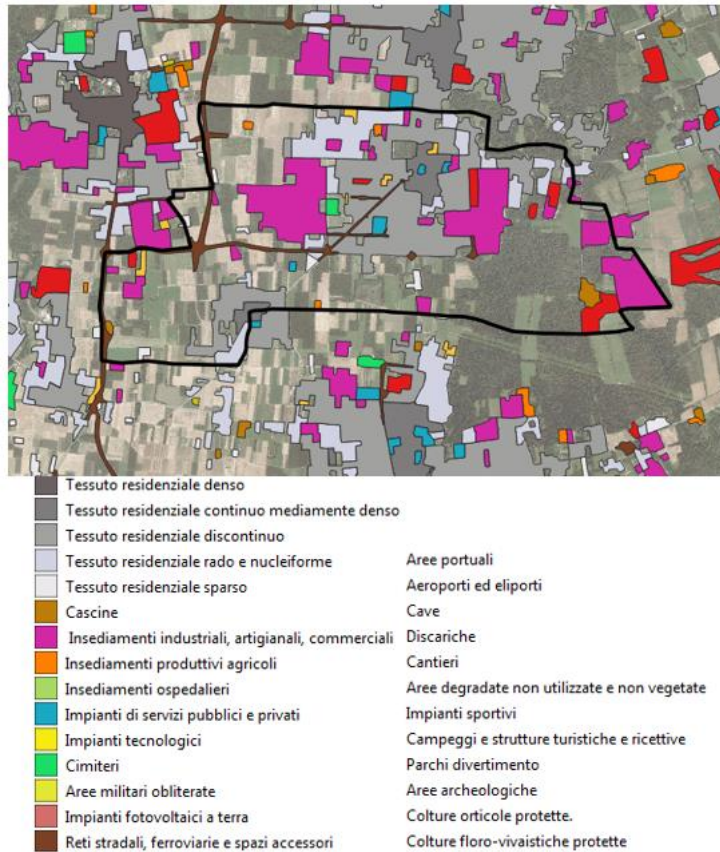 Tessuto residenziale denso
Tessuto residenziale continuo mediamente denso
Tessuto residenziale discontinuo
Tessuto residenziale rado e nucleiforme
Tessuto residenziale sparso
Cascine
Insediamenti industriali, artigianali, commerciali
Insediamenti produttivi agricoli
Insediamenti ospedalieri
Impianti di servizi pubblici e privati
Impianti tecnologici
Cimiteri
Aree militari obliterate
Impianti fotovoltaici a terra
Reti stradali, ferroviarie e spazi accessori
Aree portuali
Aeroporti ed eliporti
Cave
Discariche
Cantieri
Aree degradate non utilizzate e non vegetate
Impianti sportivi
Campeggi e strutture turistiche e ricettive
Parchi divertimento
Aree archeologiche
Colture orticole protette.
Colture floro-vivaistiche protette